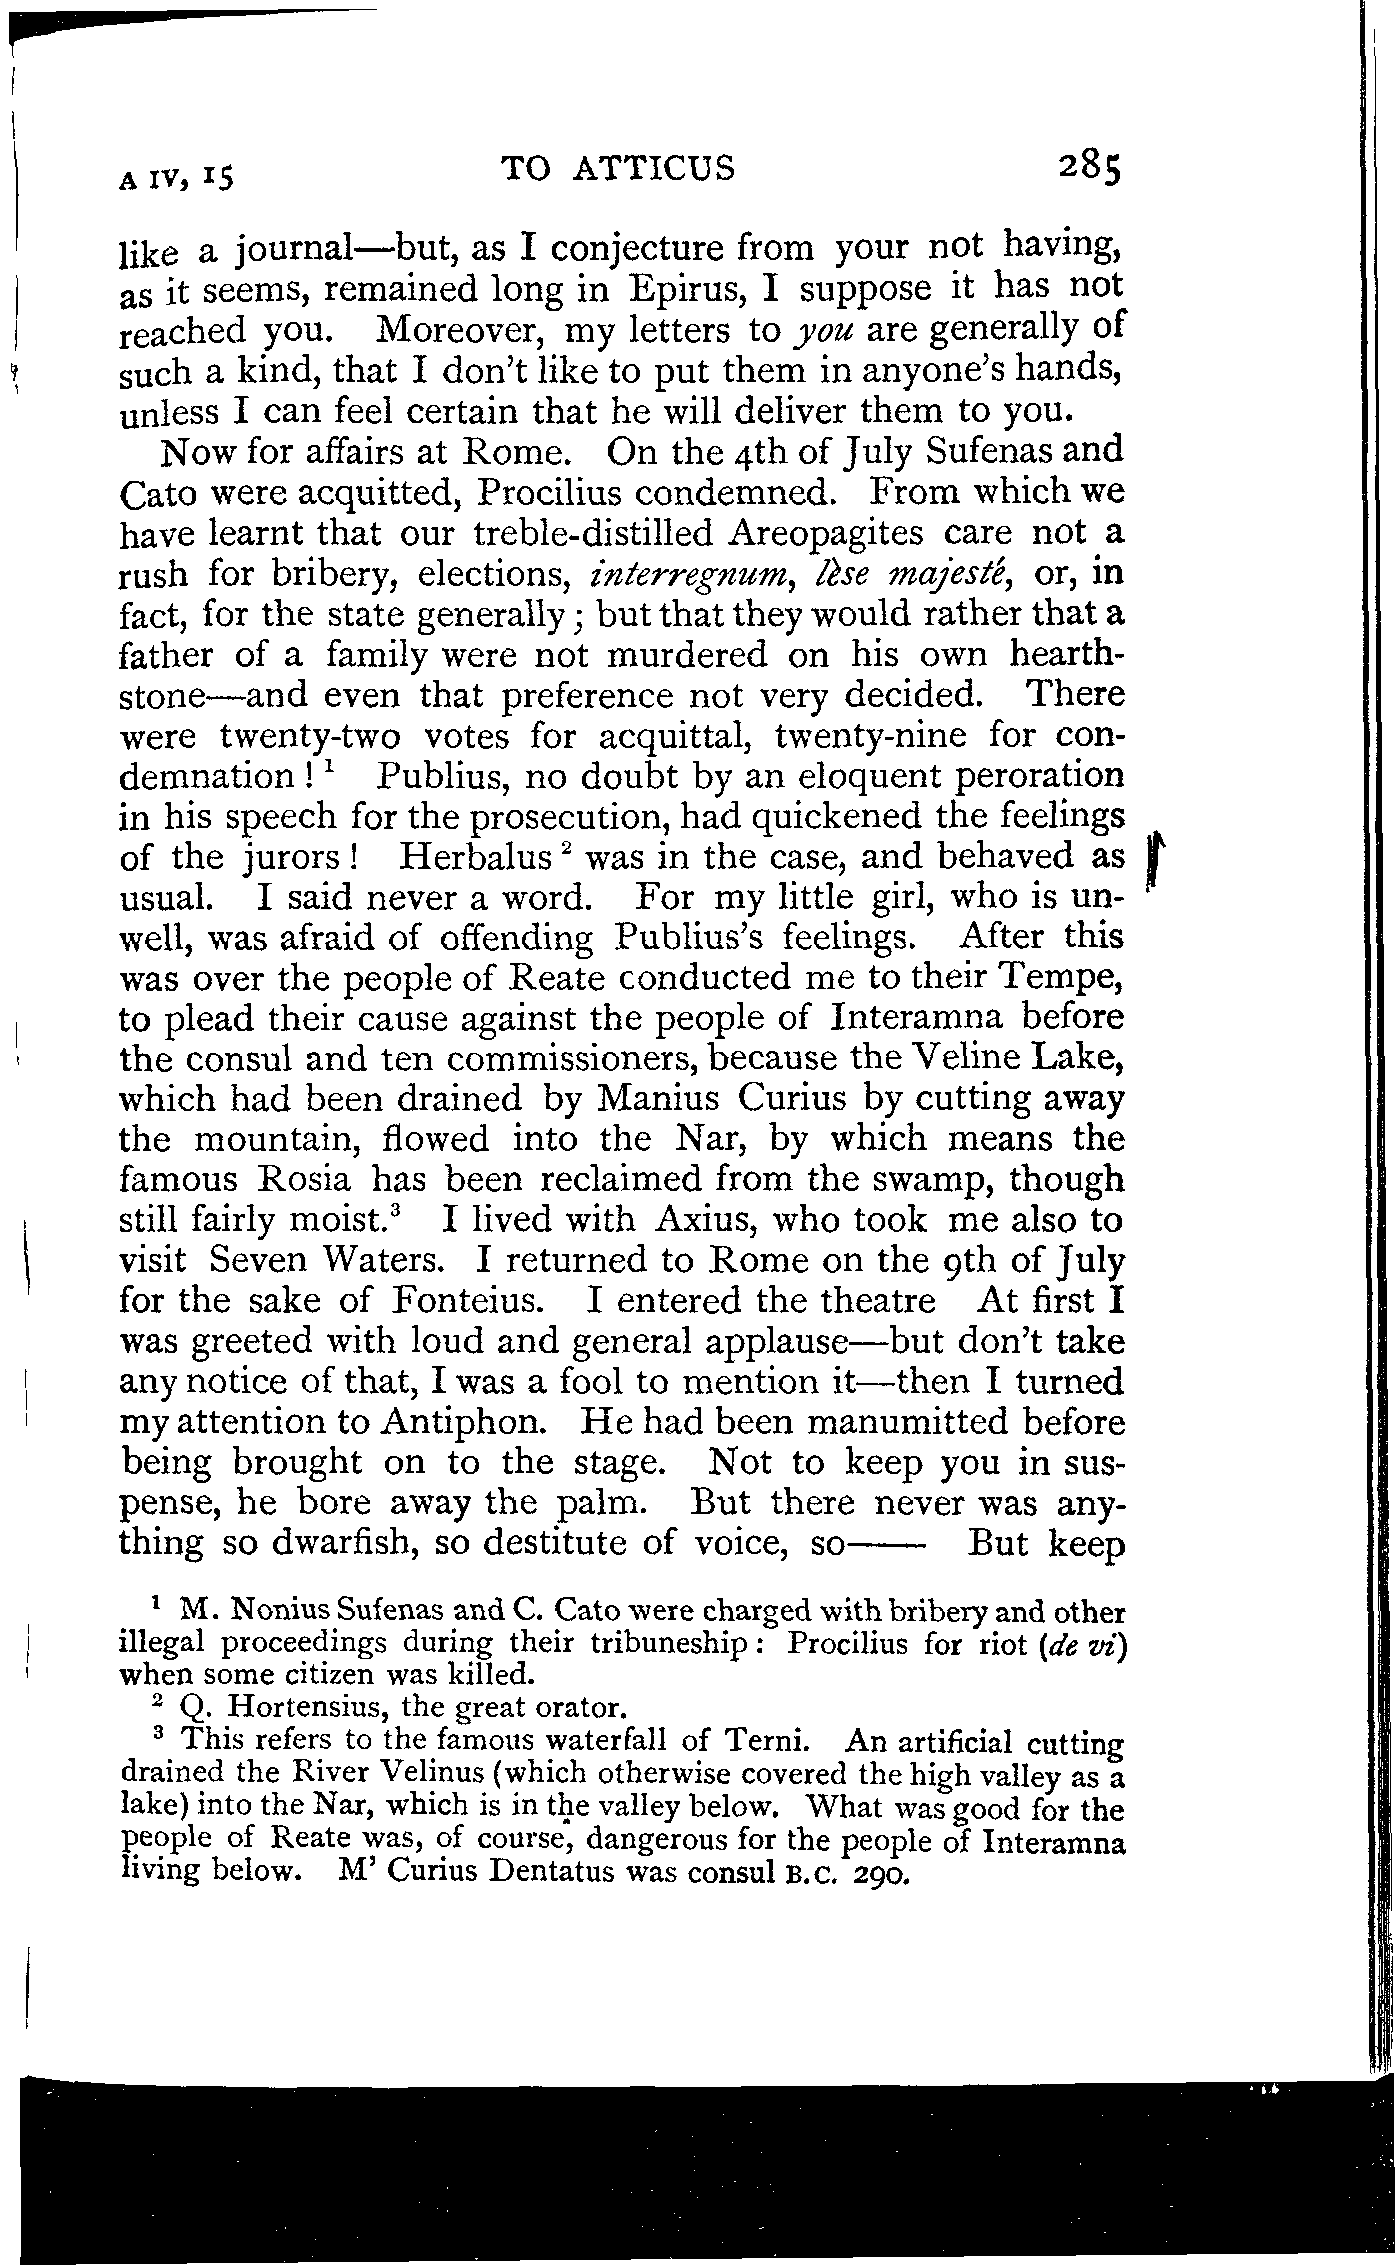 A IV, 15 TO ATTICUS 285
like a journal—but, as I conjecture from your not having,
as it seems, remained long in Epirus, I suppose it has not
reached you. Moreover, my letters to you are generally of
such a kind, that I don't like to put them in anyone's hands,
unless I can feel certain that he will deliver them to you.
Now for affairs at Rome. On the 4th of July Sufenas and
Cato were acquitted, Procilius condemned. From which we
have learnt that our treble-distilled Areopagites care not a
rush for bribery, elections, interregnum, lèse majesté, or, in
fact, for the state generally; but that they would rather that a
father of a family were not murdered on his own hearth-
stone—and even that preference not very decided. There
were twenty-two votes for acquittal, twenty-nine for con-
demnation!¹ Publius, no doubt by an eloquent peroration
in his speech for the prosecution, had quickened the feelings
of the jurors! Herbalus² was in the case, and behaved as
usual. I said never a word. For my little girl, who is un-
well, was afraid of offending Publius's feelings. After this
was over the people of Reate conducted me to their Tempe,
to plead their cause against the people of Interamna before
the consul and ten commissioners, because the Veline Lake,
which had been drained by Manius Curius by cutting away
the mountain, flowed into the Nar, by which means the
famous Rosia has been reclaimed from the swamp, though
still fairly moist.³ I lived with Axius, who took me also to
visit Seven Waters. I returned to Rome on the 9th of July
for the sake of Fonteius. I entered the theatre At first I
was greeted with loud and general applause—but don't take
any notice of that, I was a fool to mention it—then I turned
my attention to Antiphon. He had been manumitted before
being brought on to the stage. Not to keep you in sus-
pense, he bore away the palm. But there never was any-
thing so dwarfish, so destitute of voice, so—— But keep
¹ M. Nonius Sufenas and C. Cato were charged with bribery and other
illegal proceedings during their tribuneship: Procilius for riot (de vi)
when some citizen was killed.
² Q. Hortensius, the great orator.
³ This refers to the famous waterfall of Terni. An artificial cutting
drained the River Velinus (which otherwise covered the high valley as a
lake) into the Nar, which is in the valley below. What was good for the
people of Reate was, of course, dangerous for the people of Interamna
living below. M' Curius Dentatus was consul B.C. 290.